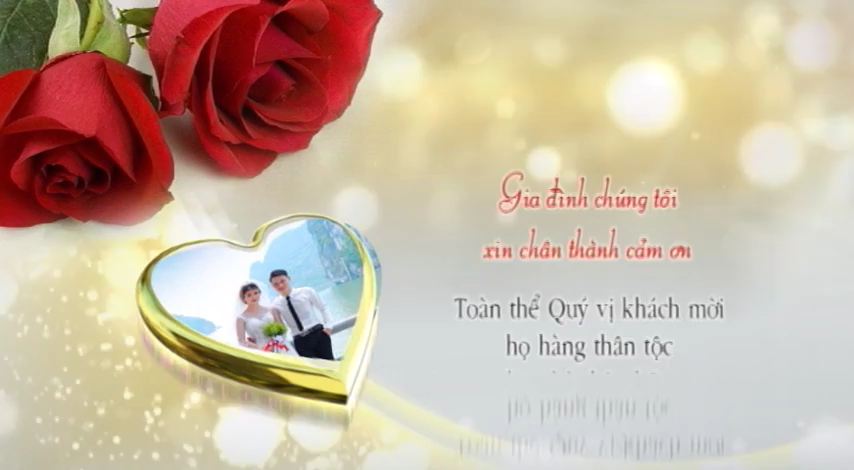 Gia đình chúng tôi
xin chân thành cảm ơn
Toàn thể Quý vị khách mời
họ hàng thân tộc